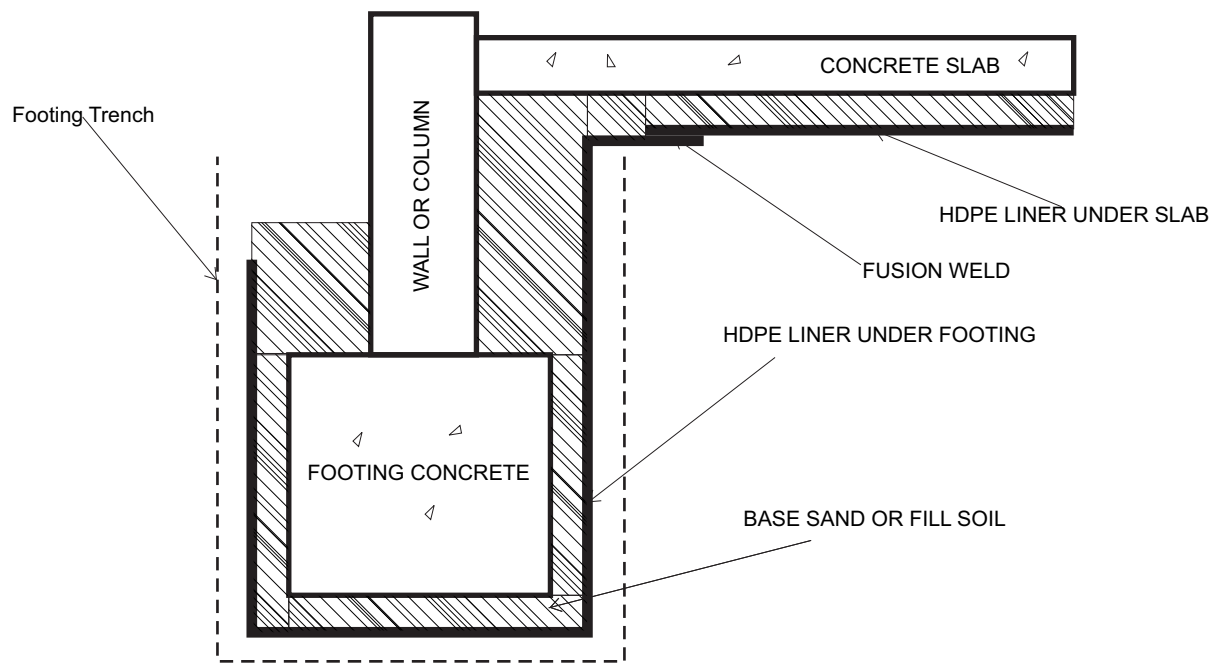 CONCRETE SLAB
Footing Trench
WALL OR COLUMN
HDPE LINER UNDER SLAB
FUSION WELD
HDPE LINER UNDER FOOTING
FOOTING CONCRETE
BASE SAND OR FILL SOIL